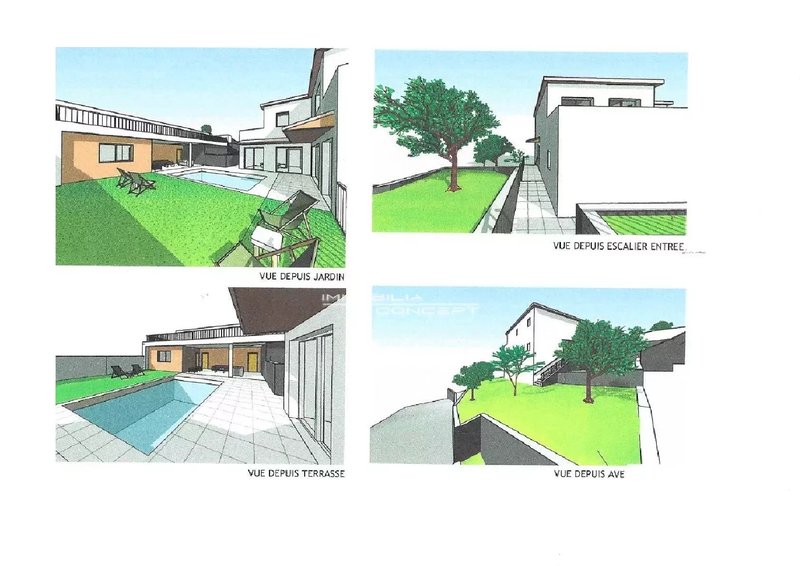 VUE DEPUIS JARDIN
VUE DEPUIS ESCALIER ENTREE
IMMOBILIA
CONCEPT
VUE DEPUIS TERRASSE
VUE DEPUIS AVE